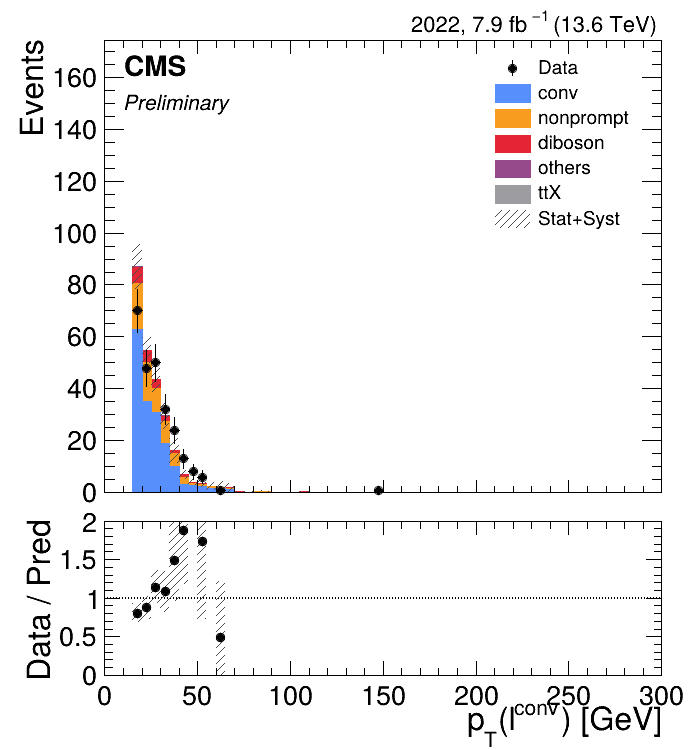 2022, 7.9 fb⁻¹ (13.6 TeV)
Events
CMS
Preliminary
Data
conv
nonprompt
diboson
others
ttX
Stat+Syst
160
140
120
100
80
60
40
20
0
Data / Pred
2
1.5
1
0.5
0
0 50 100 150 200 250 300
p_T(l^conv) [GeV]